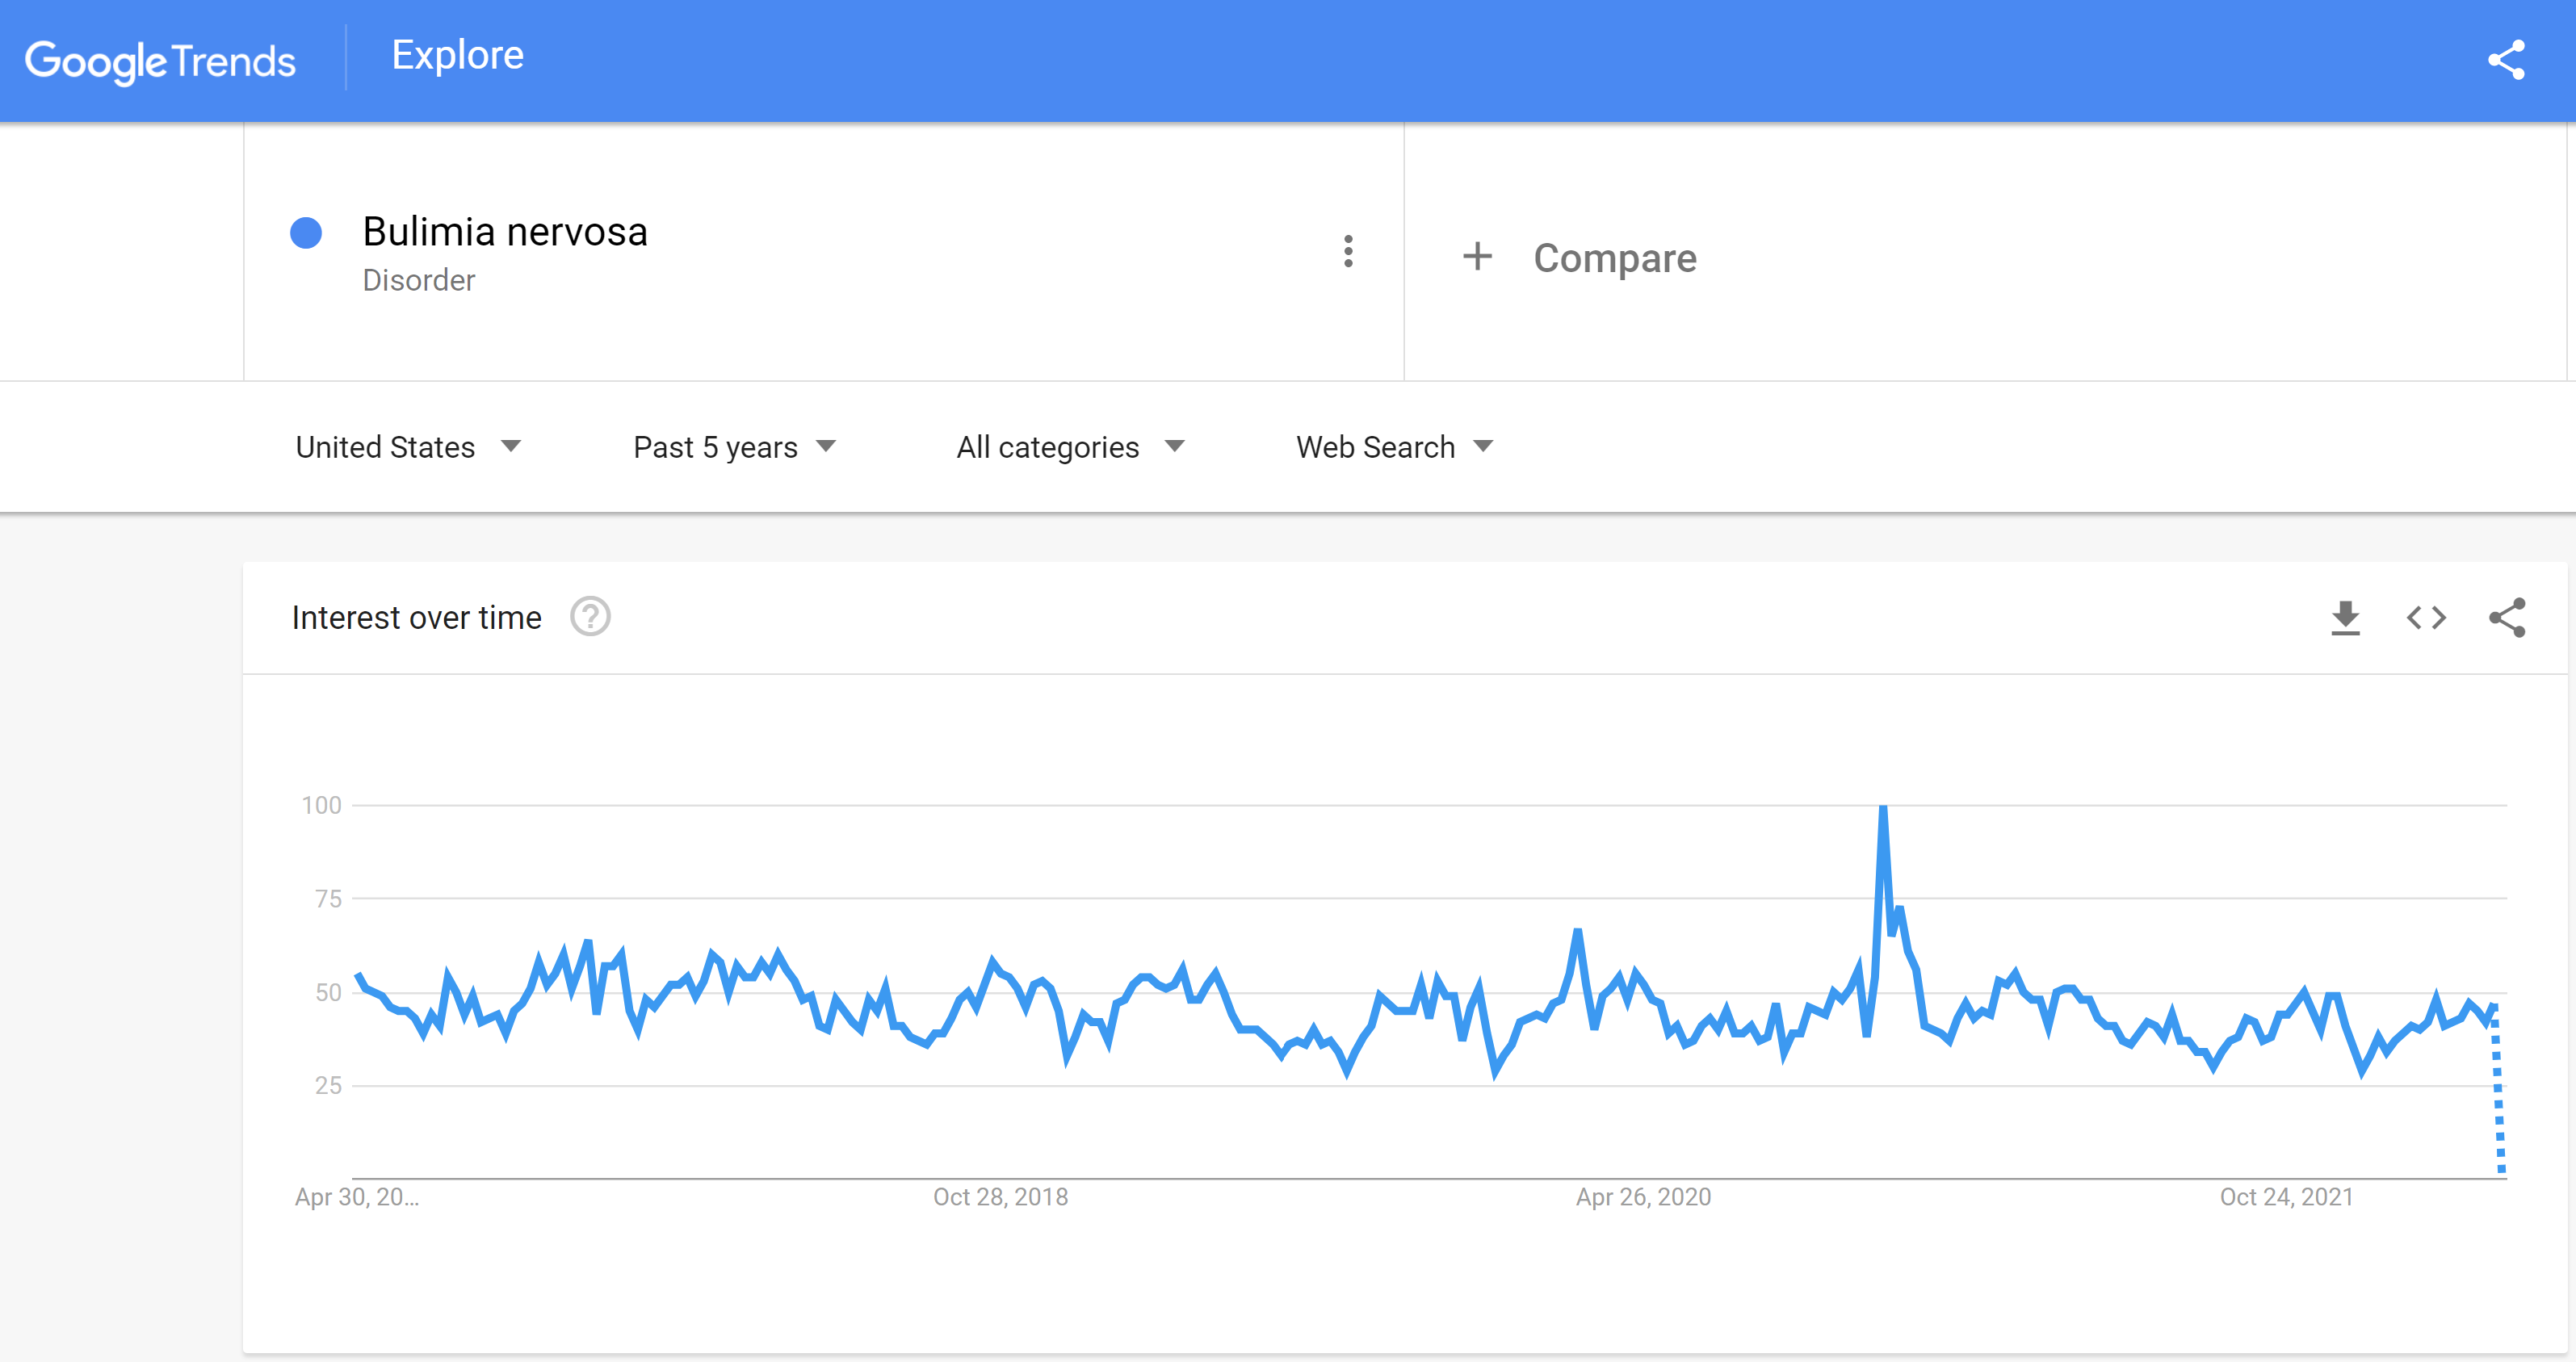 Google Trends
Explore
Bulimia nervosa
Disorder
+ Compare
United States
Past 5 years
All categories
Web Search
Interest over time
?
100
75
50
25
Apr 30, 20...
Oct 28, 2018
Apr 26, 2020
Oct 24, 2021